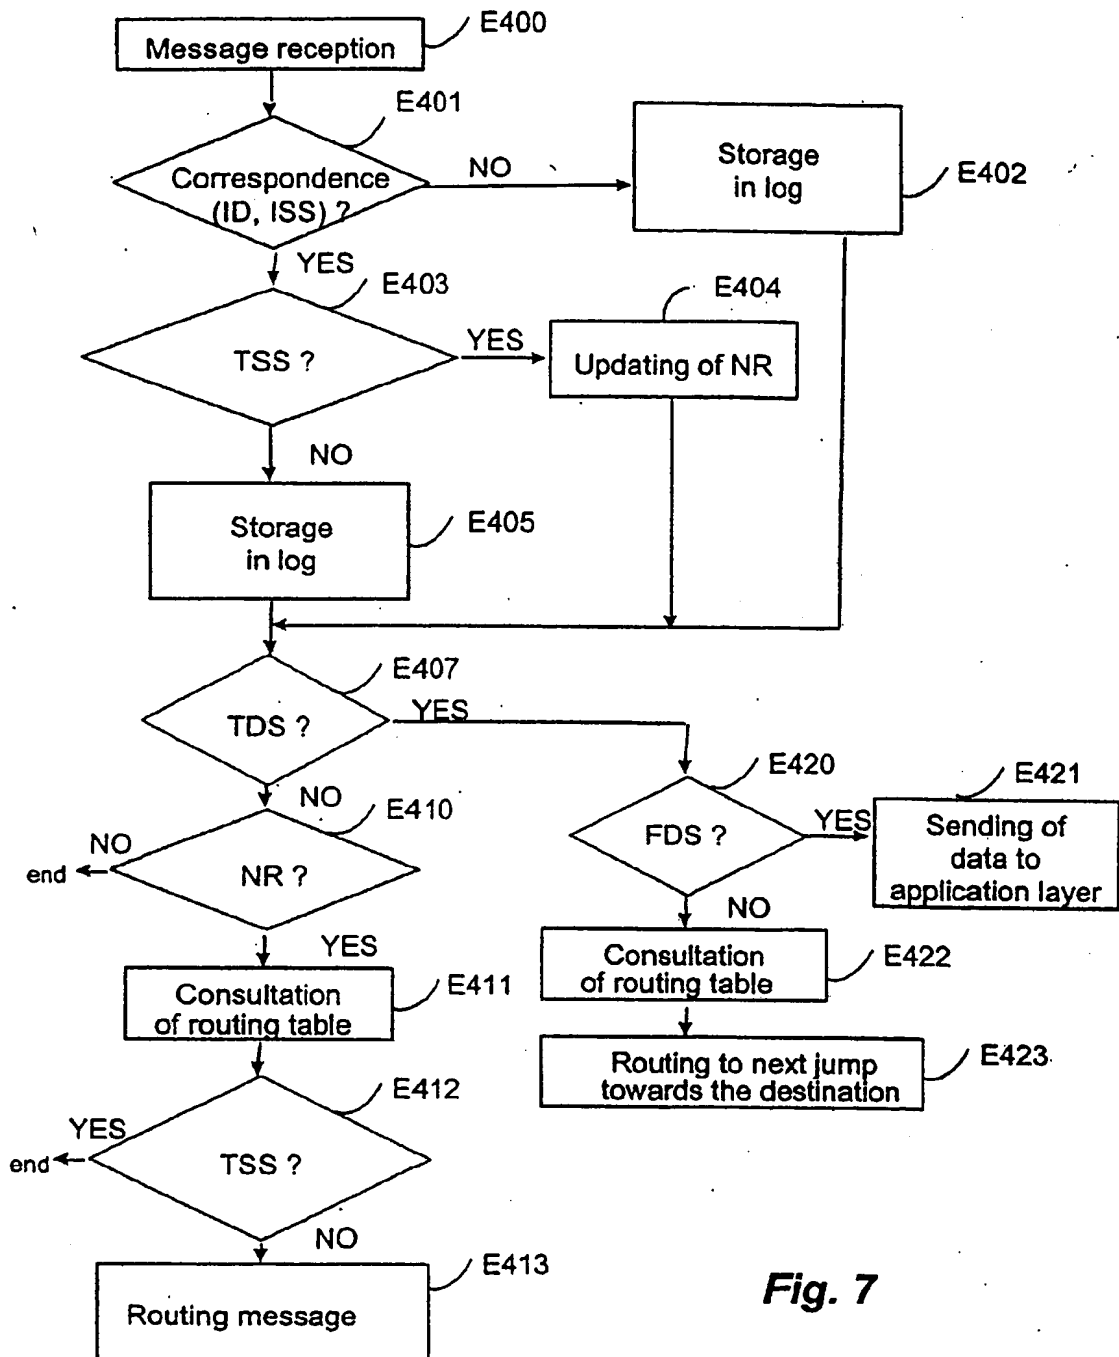 E400
Message reception
E401
Correspondence
(ID, ISS) ?
NO
Storage
in log
E402
YES
E403
TSS ?
YES
E404
Updating of NR
NO
Storage
in log
E405
E407
TDS ?
YES
NO
E410
NR ?
NO
end
E420
FDS ?
YES
E421
Sending of
data to
application layer
NO
YES
Consultation
of routing table
E411
Consultation
of routing table
E422
Routing to next jump
towards the destination
E423
E412
YES
end
TSS ?
NO
E413
Routing message
Fig. 7